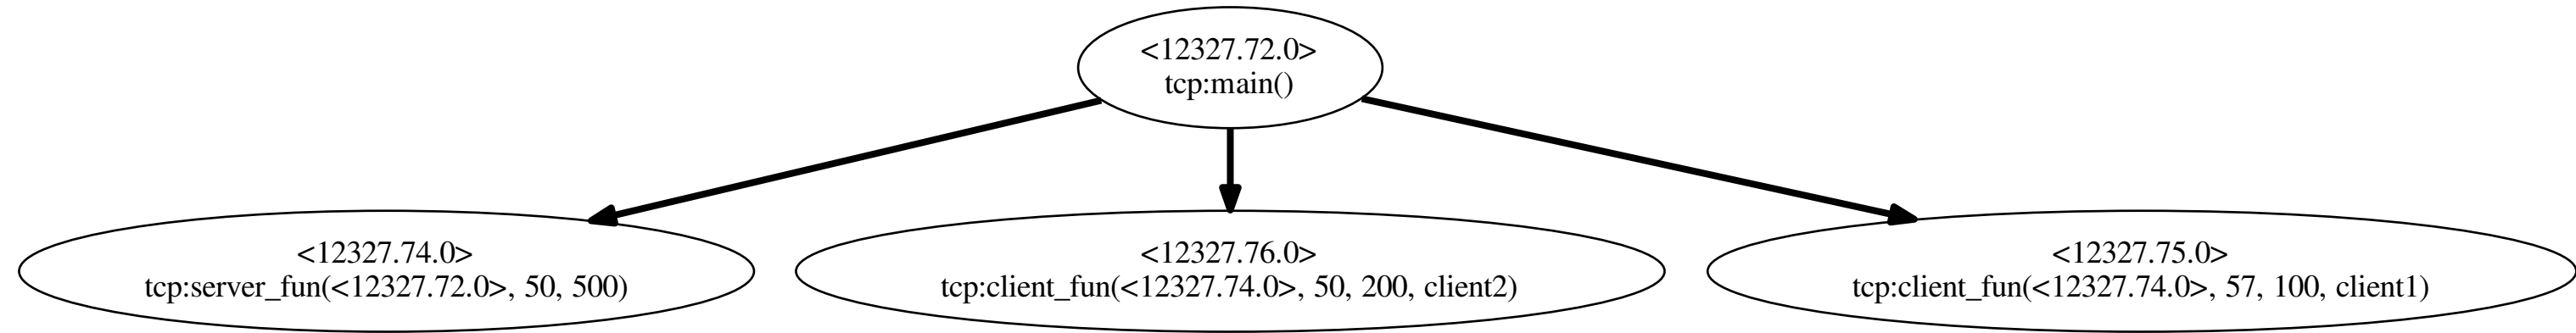 <12327.72.0>
tcp:main()
<12327.74.0>
tcp:server_fun(<12327.72.0>, 50, 500)
<12327.76.0>
tcp:client_fun(<12327.74.0>, 50, 200, client2)
<12327.75.0>
tcp:client_fun(<12327.74.0>, 57, 100, client1)